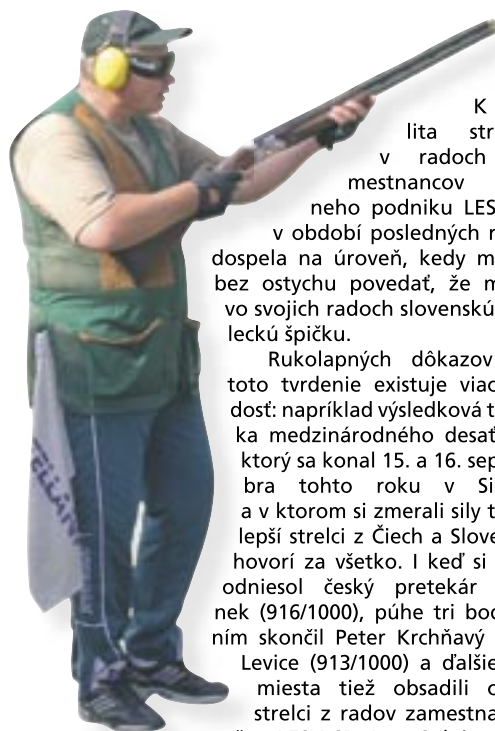 K
lita str
v radoch
mestnancov
neho podniku LES
v období posledných r
dospela na úroveň, kedy m
bez ostychu povedať, že m
vo svojich radoch slovenskú
leckú špičku.
Rukolapných dôkazov
toto tvrdenie existuje viac
dosť: napríklad výsledková t
ka medzinárodného desať
ktorý sa konal 15. a 16. sep
bra tohto roku v Si
a v ktorom si zmerali sily t
lepší strelci z Čiech a Slove
hovorí za všetko. I keď si
odniesol český pretekár
nek (916/1000), púhe tri bod
ním skončil Peter Krchňavý
Levice (913/1000) a ďalšie
miesta tiež obsadili
strelci z radov zamestna